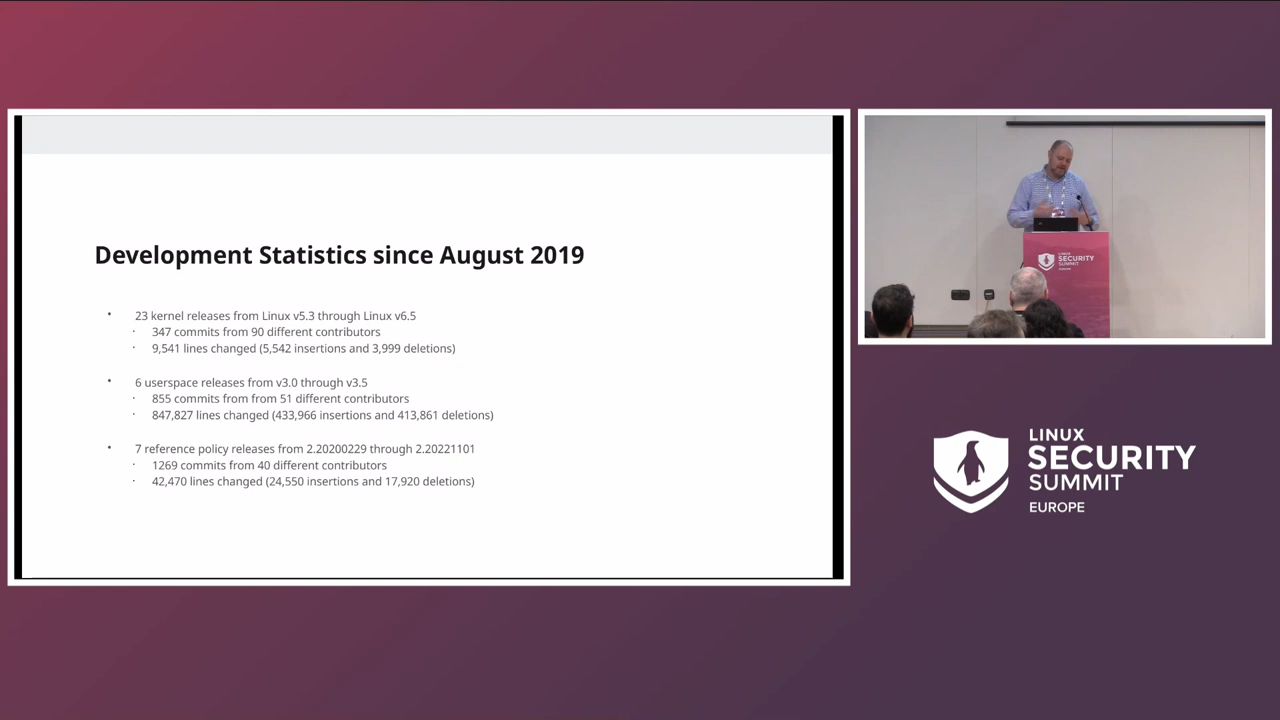 Development Statistics since August 2019
• 23 kernel releases from Linux v5.3 through Linux v6.5
· 347 commits from 90 different contributors
· 9,541 lines changed (5,542 insertions and 3,999 deletions)
• 6 userspace releases from v3.0 through v3.5
· 855 commits from from 51 different contributors
· 847,827 lines changed (433,966 insertions and 413,861 deletions)
• 7 reference policy releases from 2.20200229 through 2.20221101
· 1269 commits from 40 different contributors
· 42,470 lines changed (24,550 insertions and 17,920 deletions)
LINUX
SECURITY
SUMMIT
EUROPE
LINUX
SECURITY
SUMMIT
EUROPE